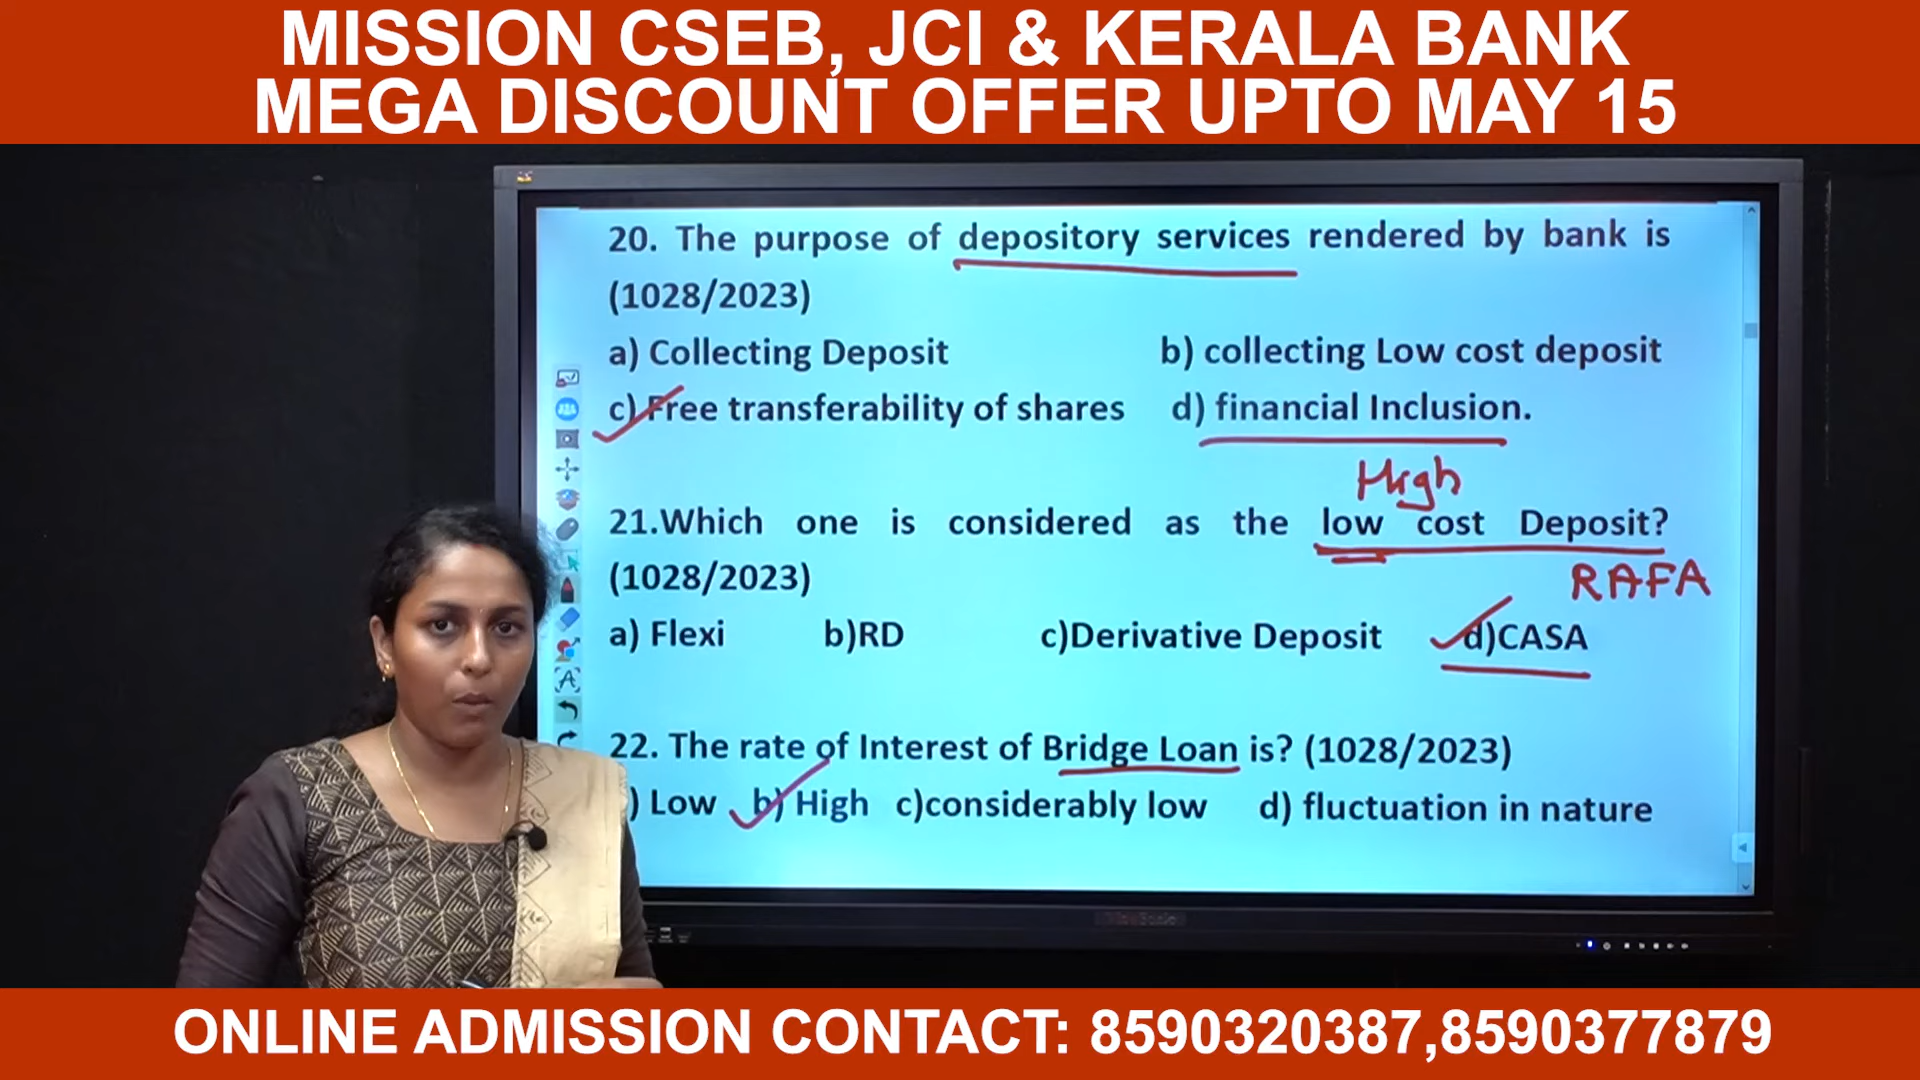 MISSION CSEB, JCI & KERALA BANK
MEGA DISCOUNT OFFER UPTO MAY 15
20. The purpose of depository services rendered by bank is
(1028/2023)
a) Collecting Deposit b) collecting Low cost deposit
c) Free transferability of shares d) financial Inclusion.
High
21.Which one is considered as the low cost Deposit?
(1028/2023)
RAFA
a) Flexi b)RD c)Derivative Deposit d)CASA
22. The rate of Interest of Bridge Loan is? (1028/2023)
) Low b) High c)considerably low d) fluctuation in nature
ONLINE ADMISSION CONTACT: 8590320387,8590377879